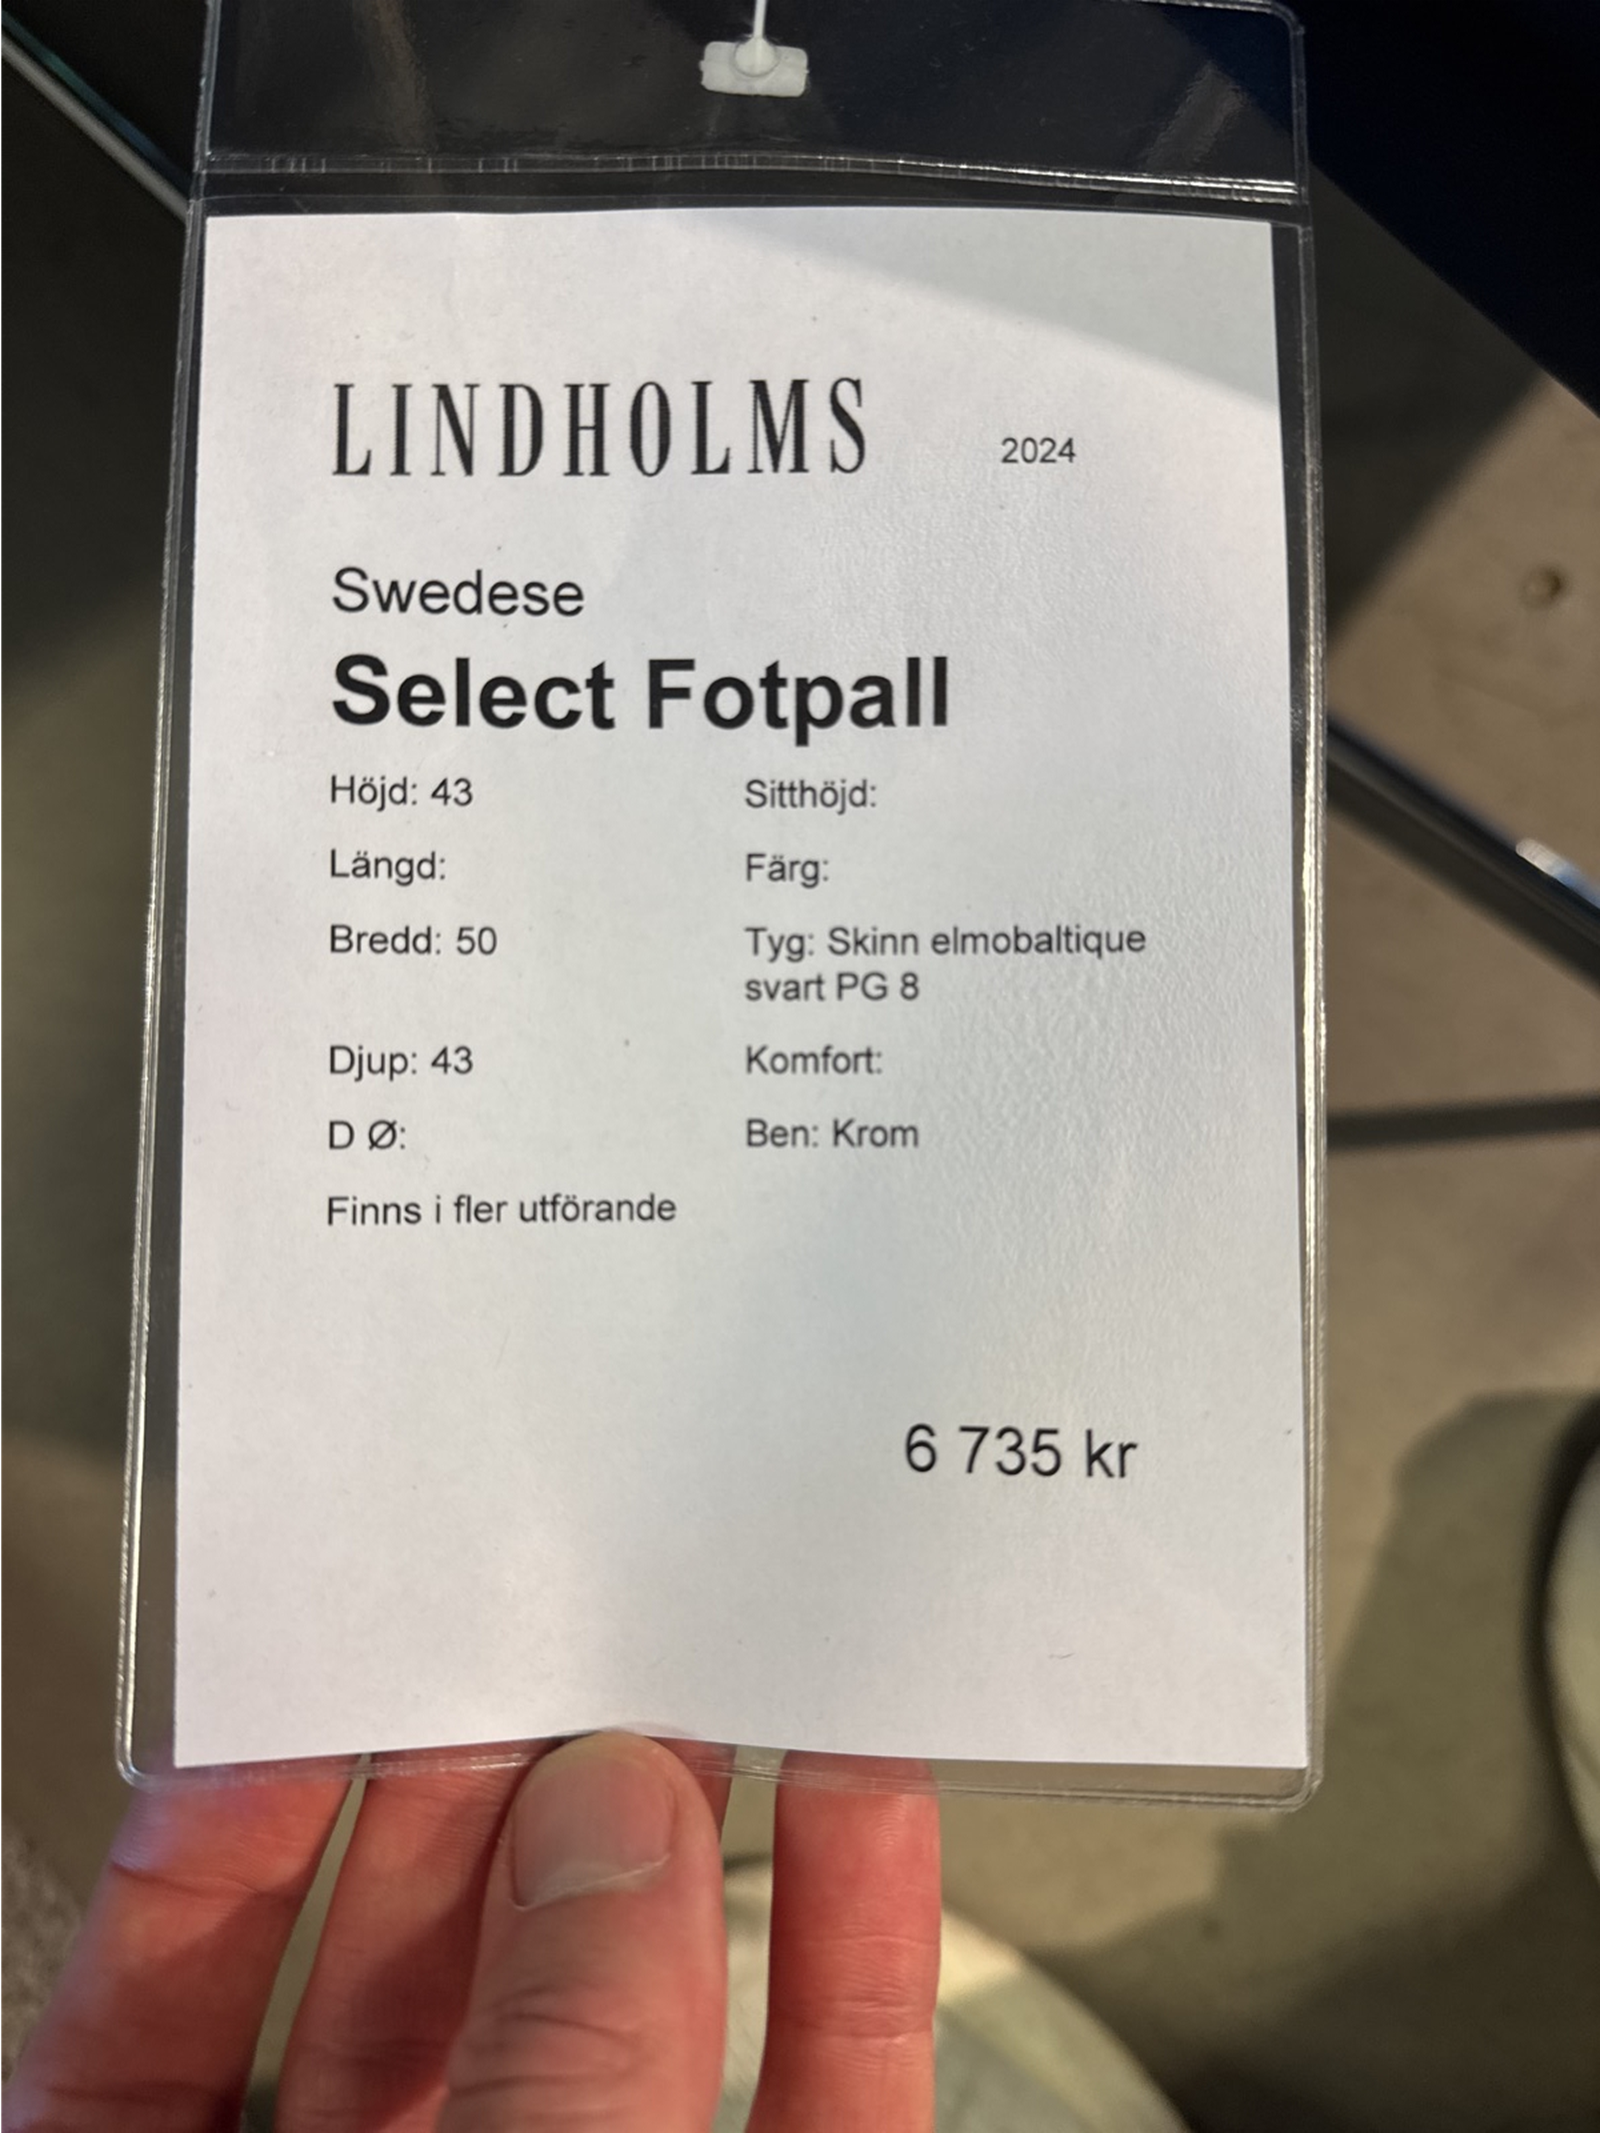 LINDHOLMS 2024
Swedese
Select Fotpall
Höjd: 43 Sitthöjd:
Längd: Färg:
Bredd: 50 Tyg: Skinn elmobaltique
svart PG 8
Djup: 43 Komfort:
D Ø: Ben: Krom
Finns i fler utförande
6 735 kr